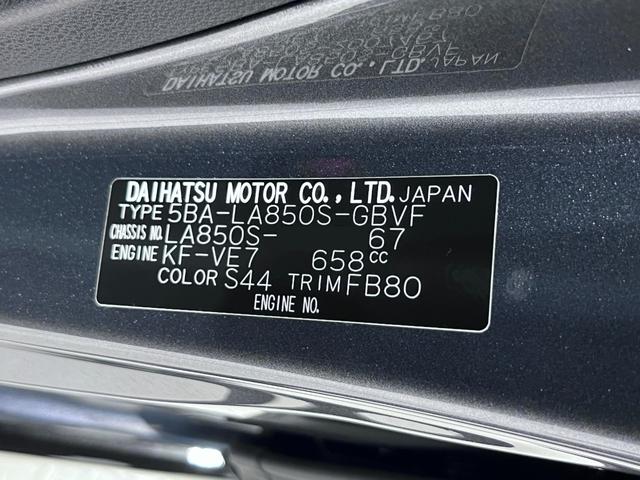 DAIHATSU MOTOR CO., LTD. JAPAN
TYPE 5BA-LA850S-GBVF
CHASSIS NO. LA850S- 67
ENGINE KF-VE7 658cc
COLOR S44 TRIM FB80
ENGINE NO.